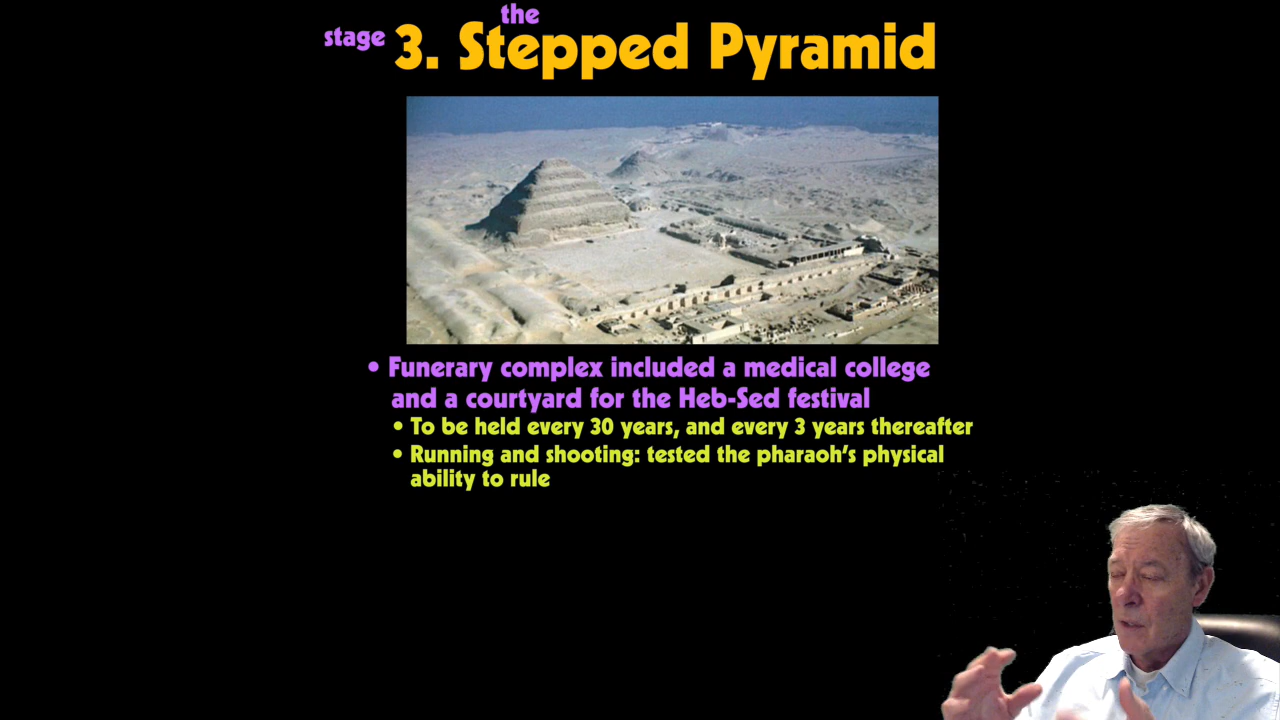 the
stage 3. Stepped Pyramid
• Funerary complex included a medical college
and a courtyard for the Heb-Sed festival
• To be held every 30 years, and every 3 years thereafter
• Running and shooting: tested the pharaoh's physical
ability to rule